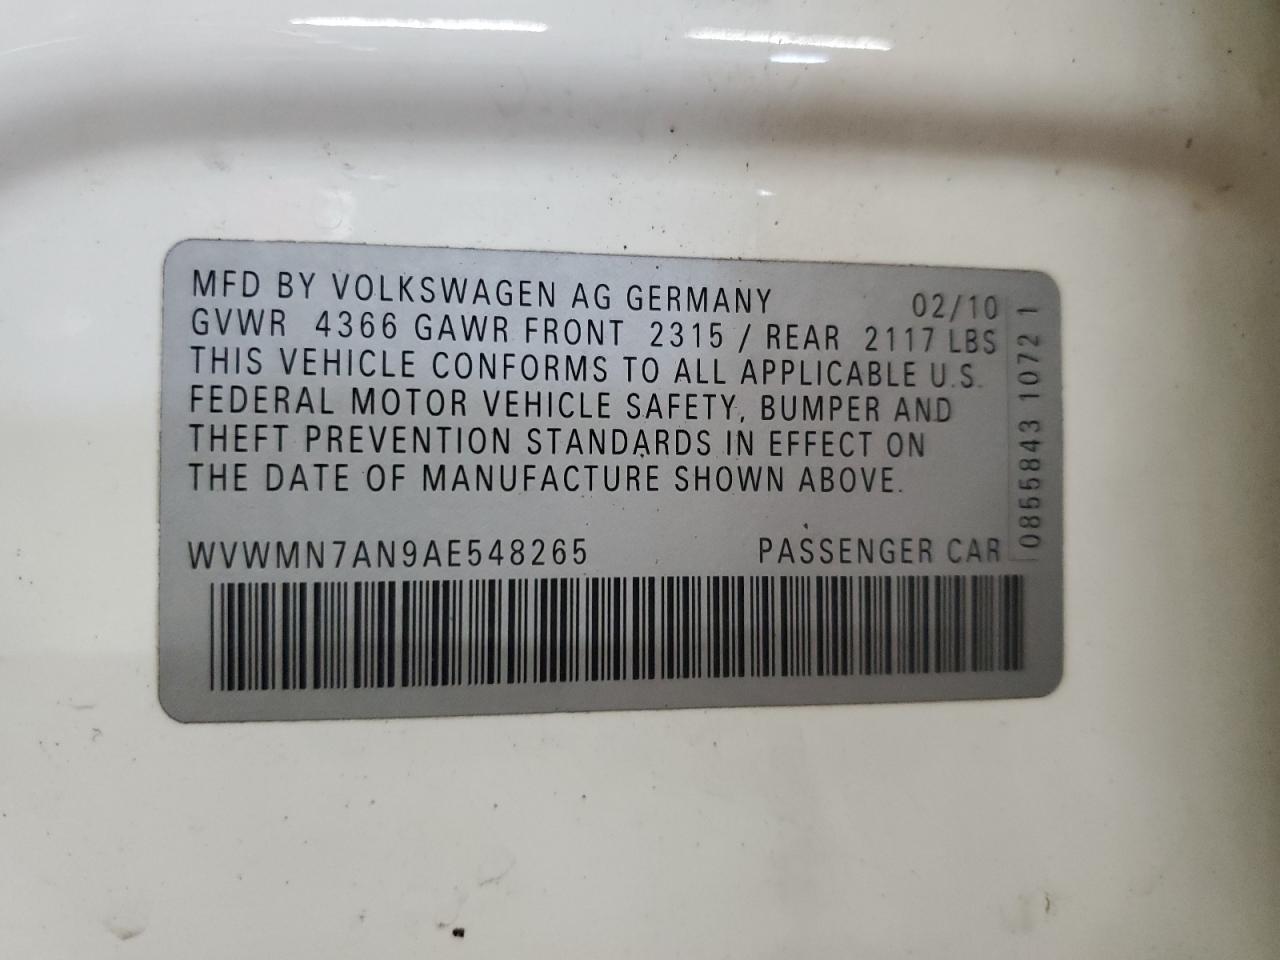 MFD BY VOLKSWAGEN AG GERMANY 02/10
GVWR 4366 GAWR FRONT 2315 / REAR 2117 LBS
THIS VEHICLE CONFORMS TO ALL APPLICABLE U.S.
FEDERAL MOTOR VEHICLE SAFETY, BUMPER AND
THEFT PREVENTION STANDARDS IN EFFECT ON
THE DATE OF MANUFACTURE SHOWN ABOVE.
WVWMN7AN9AE548265 PASSENGER CAR
0855843 1072 1